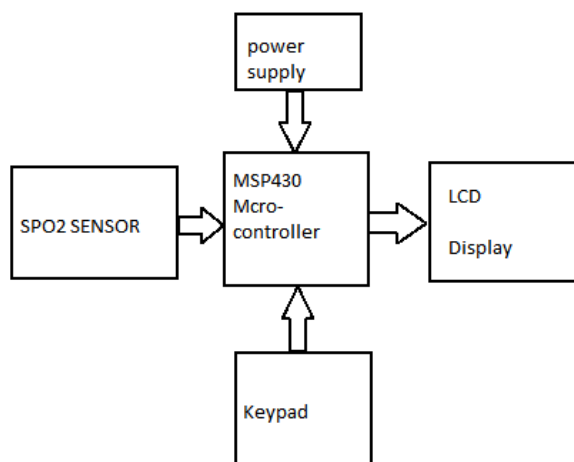 power
supply
SPO2 SENSOR
MSP430
Mcro-
controller
LCD
Display
Keypad